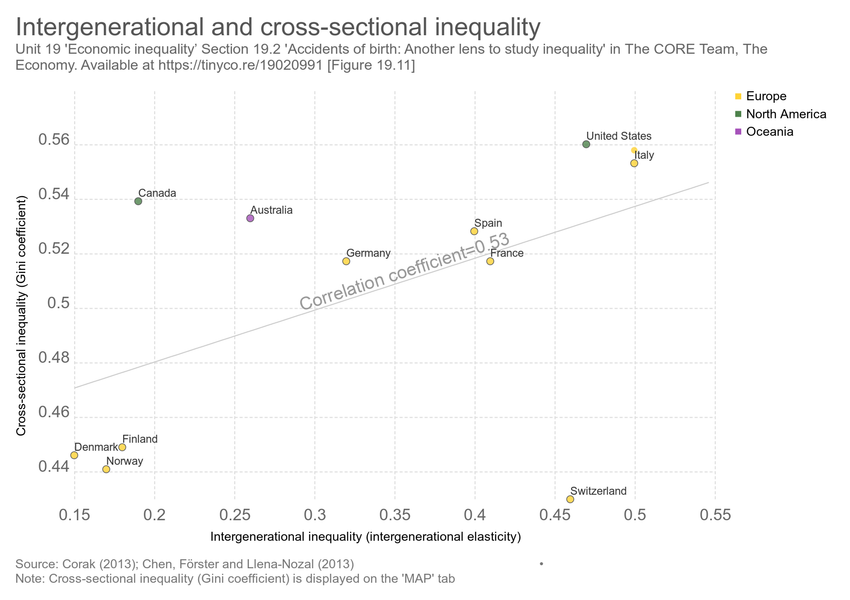 Intergenerational and cross-sectional inequality
Unit 19 'Economic inequality' Section 19.2 'Accidents of birth: Another lens to study inequality' in The CORE Team, The
Economy. Available at https://tinyco.re/19020991 [Figure 19.11]
Europe
North America
Oceania
Cross-sectional inequality (Gini coefficient)
0.56
0.54
0.52
0.5
0.48
0.46
0.44
United States
Italy
Canada
Australia
Spain
Germany
France
Correlation coefficient=0.53
Finland
Denmark
Norway
Switzerland
0.15 0.2 0.25 0.3 0.35 0.4 0.45 0.5 0.55
Intergenerational inequality (intergenerational elasticity)
Source: Corak (2013); Chen, Förster and Llena-Nozal (2013)
Note: Cross-sectional inequality (Gini coefficient) is displayed on the 'MAP' tab